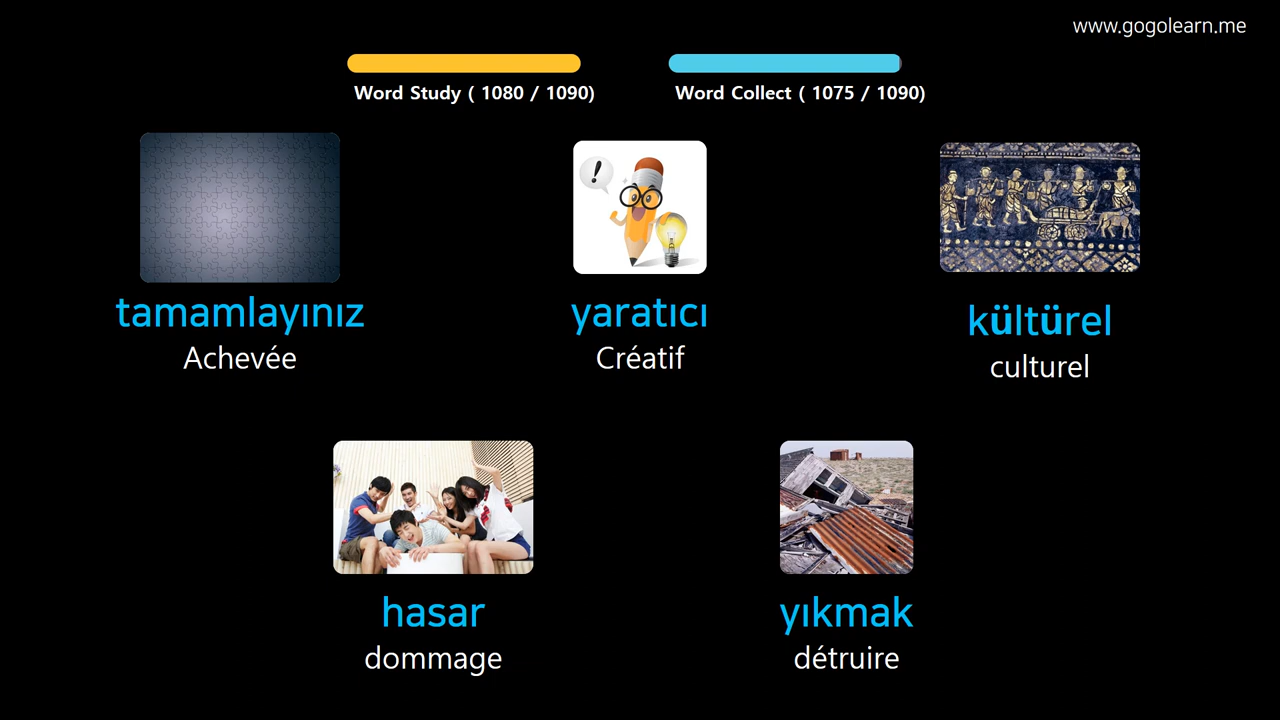 www.gogolearn.me
Word Study ( 1080 / 1090)
Word Collect ( 1075 / 1090)
!
tamamlayınız
Achevée
yaratıcı
Créatif
kültürel
culturel
hasar
dommage
yıkmak
détruire